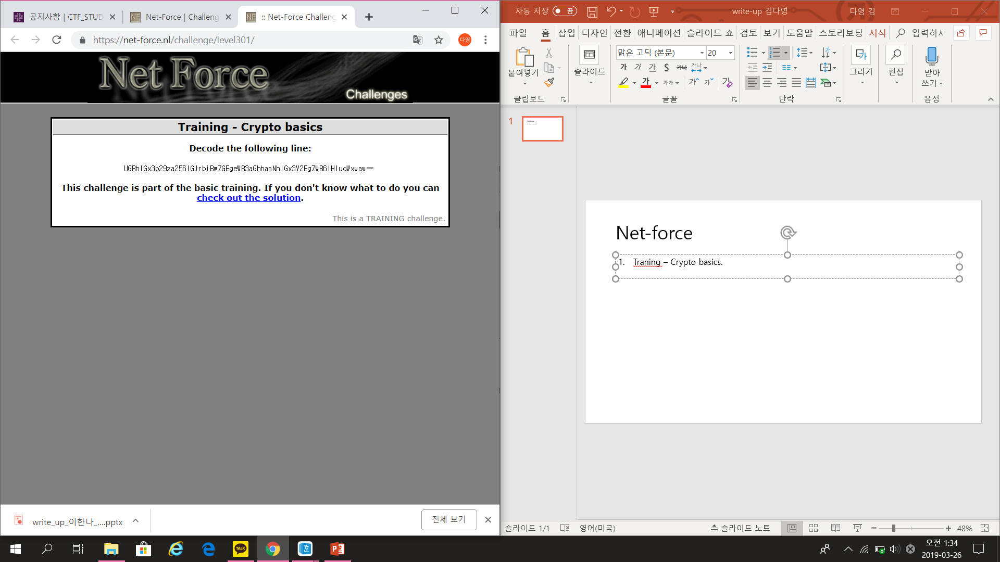 공지사항 | CTF_STUD
Net-Force | Challeng
:: Net-Force Challeng
https://net-force.nl/challenge/level301/
다영
Net Force
Challenges
Training - Crypto basics
Decode the following line:
This challenge is part of the basic training. If you don't know what to do you can
check out the solution.
This is a TRAINING challenge.
write_up_이한나_....pptx
전체 보기
자동 저장 끔
write-up 김다영
다영 김
파일 홈 삽입 디자인 전환 애니메이션 슬라이드 쇼 검토 보기 도움말 스토리보딩 서식 입력하세
붙여넣기
클립보드
슬라이드
맑은 고딕 (본문) 20
가 가 가 S 가나 가나
가 가가 가 가
글꼴
단락
그리기
편집
받아
쓰기
음성
1
Net-force
1. Traning – Crypto basics.
슬라이드 1/1 영어(미국) 슬라이드 노트 48%
TALK
오전 1:34
2019-03-26